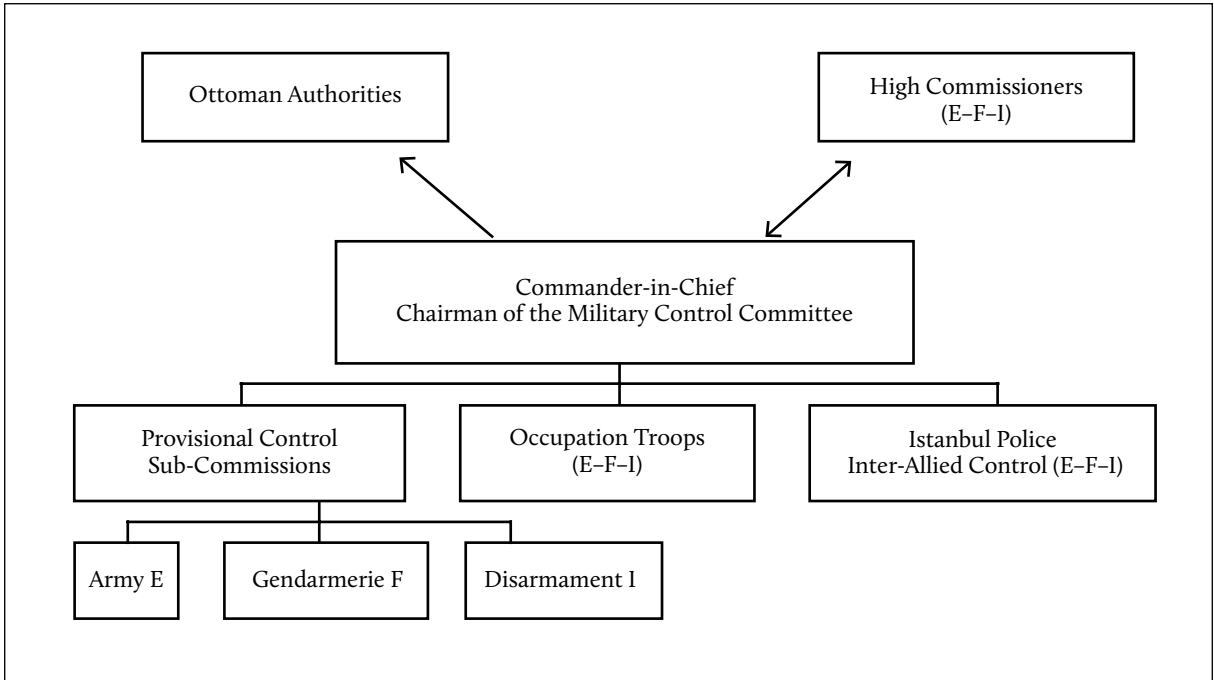 Ottoman Authorities
High Commissioners
(E–F–I)
Commander-in-Chief
Chairman of the Military Control Committee
Provisional Control
Sub-Commissions
Occupation Troops
(E–F–I)
Istanbul Police
Inter-Allied Control (E–F–I)
Army E
Gendarmerie F
Disarmament I